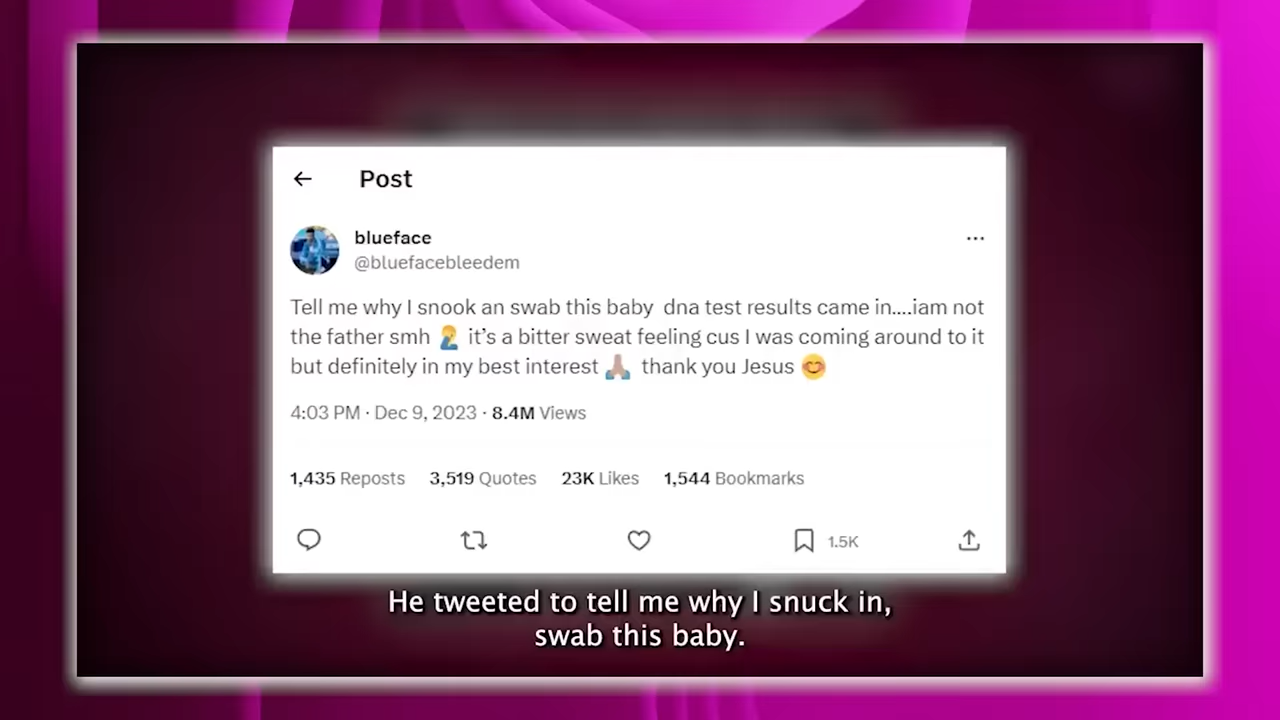 Post
blueface
@bluefacebleedem
Tell me why I snook an swab this baby dna test results came in....iam not
the father smh 🤦‍♂️ it's a bitter sweat feeling cus I was coming around to it
but definitely in my best interest 🙏🏽 thank you Jesus 😊
4:03 PM · Dec 9, 2023 · 8.4M Views
1,435 Reposts 3,519 Quotes 23K Likes 1,544 Bookmarks
1.5K
He tweeted to tell me why I snuck in,
swab this baby.